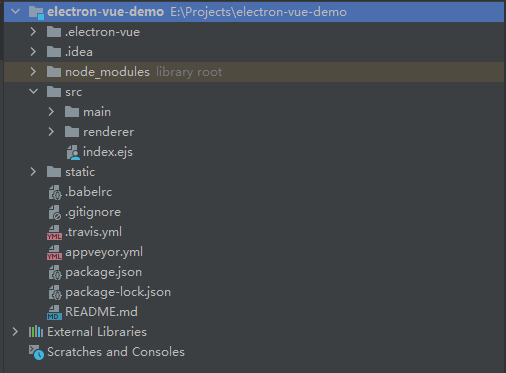 electron-vue-demo E:\Projects\electron-vue-demo
.electron-vue
.idea
node_modules library root
src
main
renderer
index.ejs
static
.babelrc
.gitignore
.travis.yml
appveyor.yml
package.json
package-lock.json
README.md
External Libraries
Scratches and Consoles